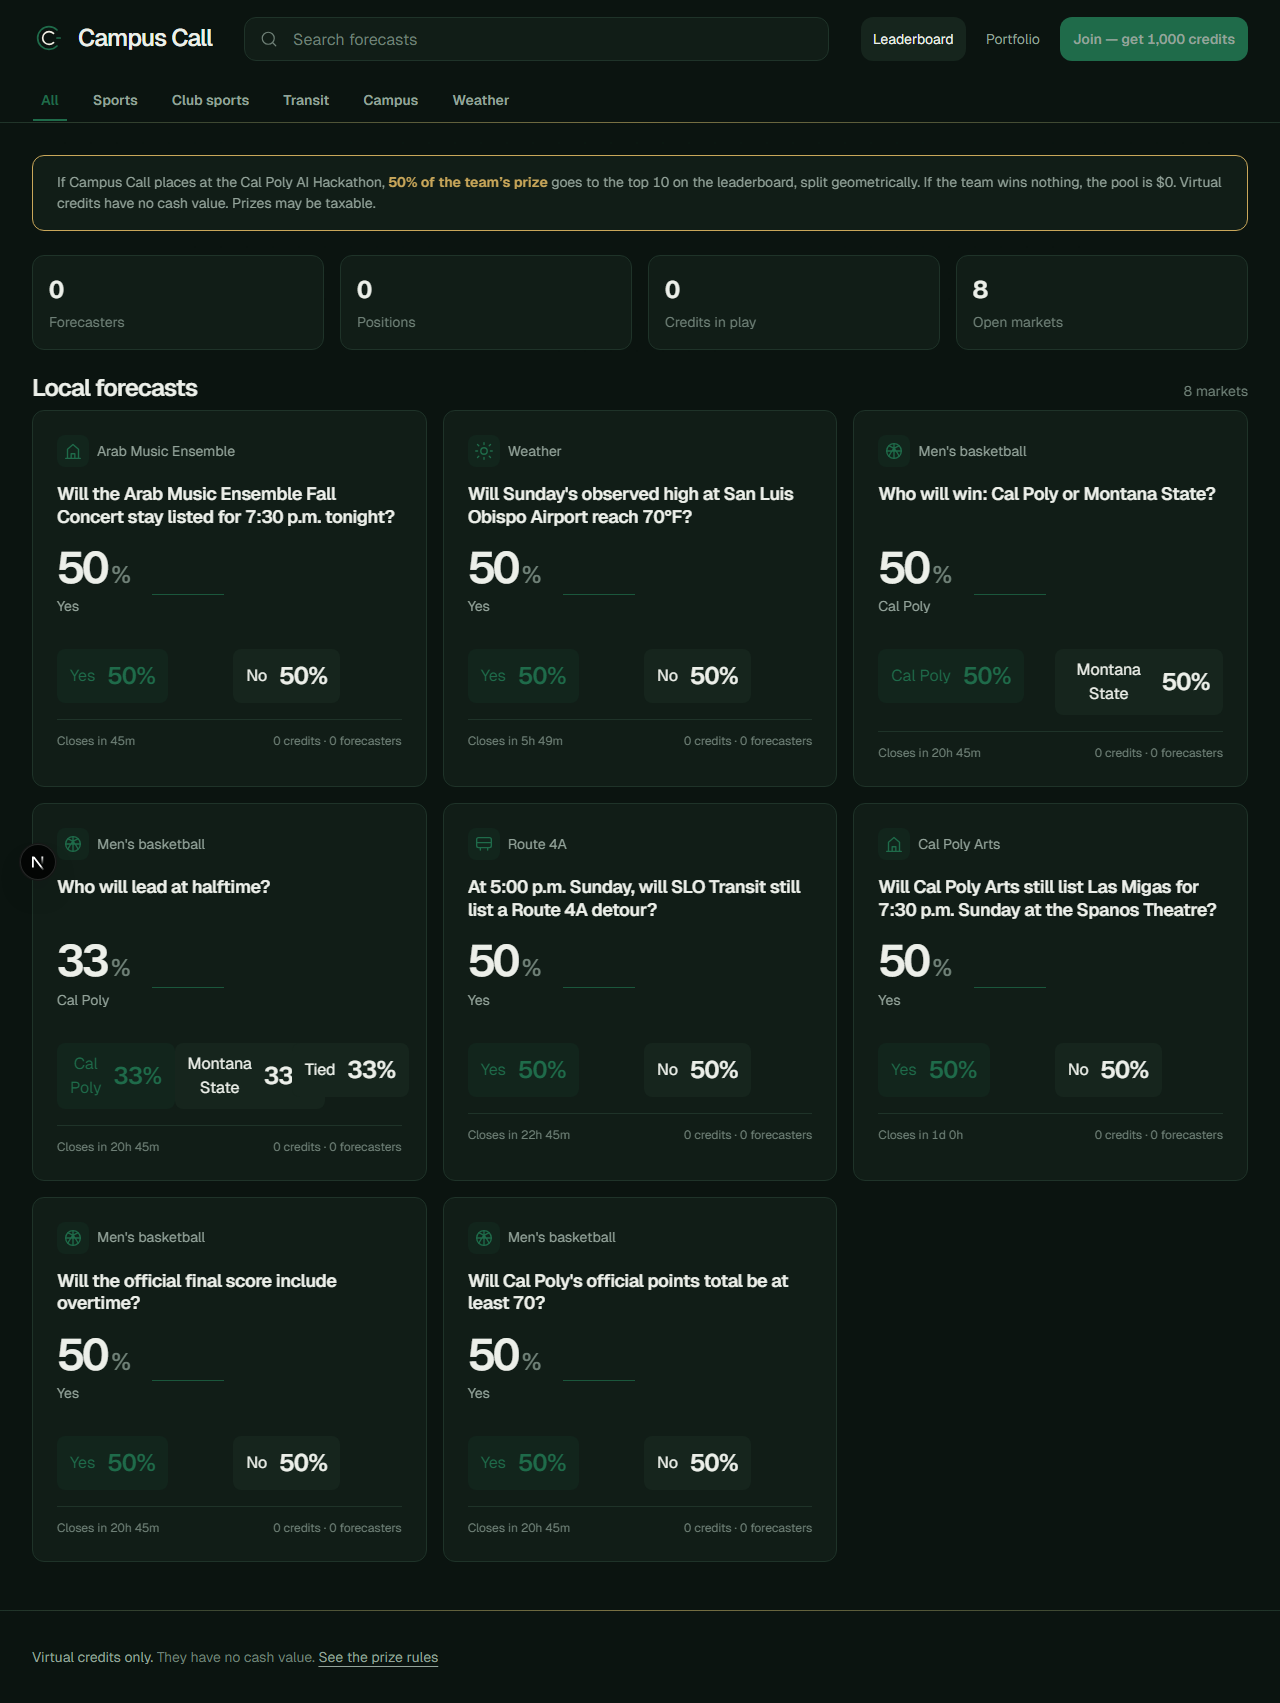 Campus Call
Search forecasts
Leaderboard
Portfolio
Join — get 1,000 credits
All
Sports
Club sports
Transit
Campus
Weather
If Campus Call places at the Cal Poly AI Hackathon, 50% of the team's prize goes to the top 10 on the leaderboard, split geometrically. If the team wins nothing, the pool is $0. Virtual
credits have no cash value. Prizes may be taxable.
0
Forecasters
0
Positions
0
Credits in play
8
Open markets
Local forecasts
8 markets
Arab Music Ensemble
Will the Arab Music Ensemble Fall
Concert stay listed for 7:30 p.m. tonight?
50%
Yes
Yes 50%
No 50%
Closes in 45m
0 credits · 0 forecasters
Weather
Will Sunday's observed high at San Luis
Obispo Airport reach 70°F?
50%
Yes
Yes 50%
No 50%
Closes in 5h 49m
0 credits · 0 forecasters
Men's basketball
Who will win: Cal Poly or Montana State?
50%
Cal Poly
Cal Poly 50%
Montana
State
50%
Closes in 20h 45m
0 credits · 0 forecasters
Men's basketball
Who will lead at halftime?
33%
Cal Poly
Cal
Poly
33%
Montana
State
33
Tied 33%
Closes in 20h 45m
0 credits · 0 forecasters
Route 4A
At 5:00 p.m. Sunday, will SLO Transit still
list a Route 4A detour?
50%
Yes
Yes 50%
No 50%
Closes in 22h 45m
0 credits · 0 forecasters
Cal Poly Arts
Will Cal Poly Arts still list Las Migas for
7:30 p.m. Sunday at the Spanos Theatre?
50%
Yes
Yes 50%
No 50%
Closes in 1d 0h
0 credits · 0 forecasters
Men's basketball
Will the official final score include
overtime?
50%
Yes
Yes 50%
No 50%
Closes in 20h 45m
0 credits · 0 forecasters
Men's basketball
Will Cal Poly's official points total be at
least 70?
50%
Yes
Yes 50%
No 50%
Closes in 20h 45m
0 credits · 0 forecasters
Virtual credits only. They have no cash value. See the prize rules